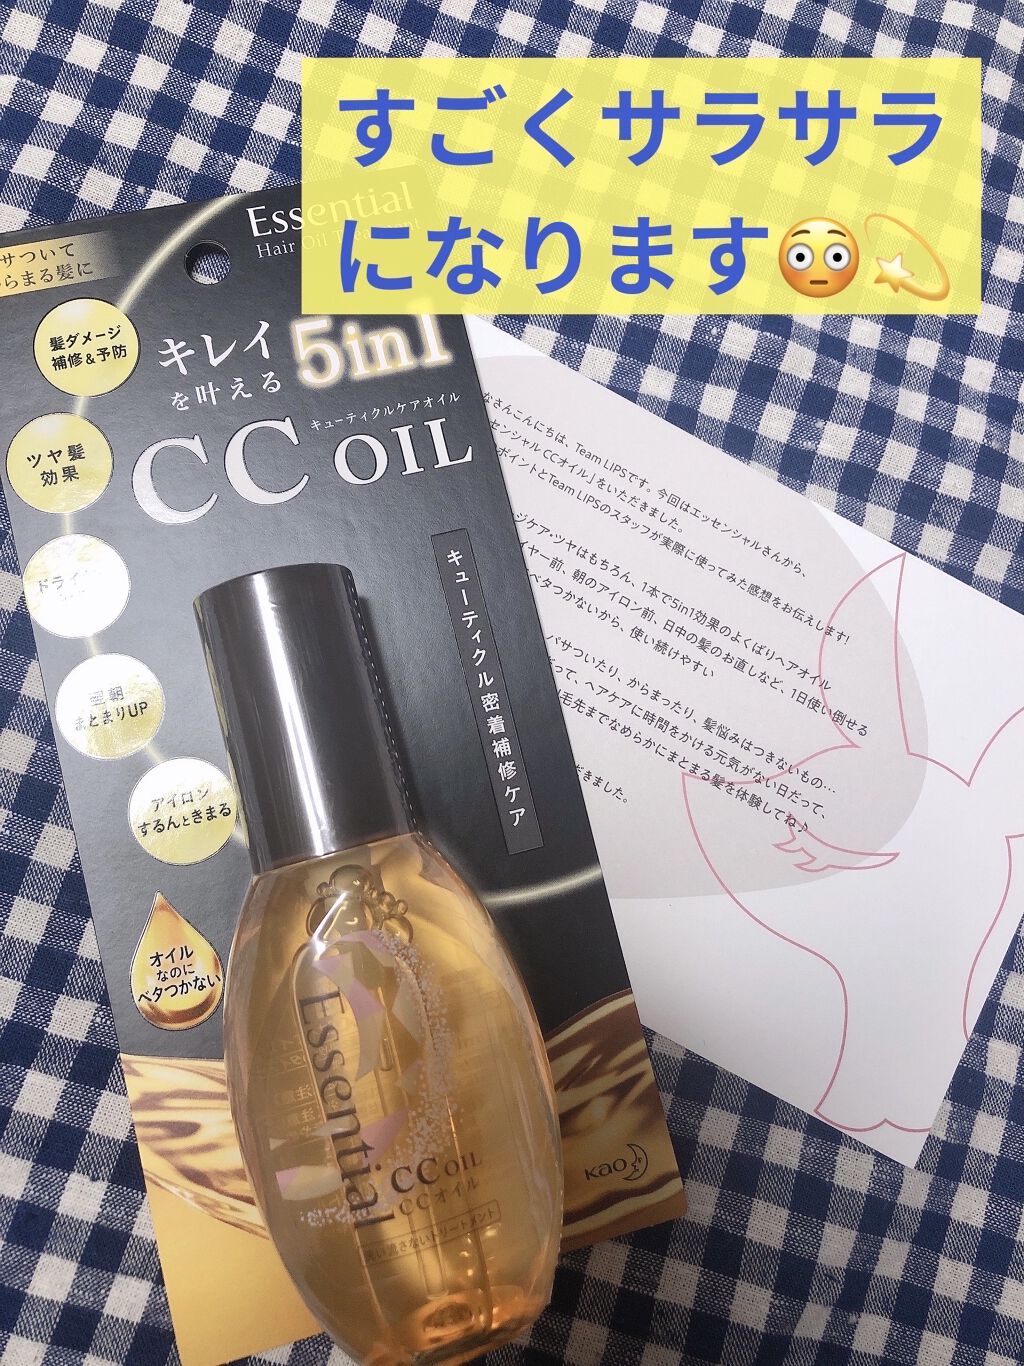 すごくサラサラ
になります😳💫
Essential
Hair Oil
サついて
らまる髪に
髪ダメージ
補修&予防
キレイ
を叶える
5in1
ツヤ髪
効果
キューティクルケアオイル
CC OIL
ドライ
キューティクル密着補修ケア
翌朝
まとまりUP
アイロン
するんときまる
オイル
なのに
ベタつかない
Essential
CC OIL
CCオイル
洗い流さないトリートメント
Kao
なさんこんにちは、Team LIPSです。今回はエッセンシャルさんから、
ッセンシャル CCオイル」をいただきました。
ポイントとTeam LIPSのスタッフが実際に使ってみた感想をお伝えします!
ジケア・ツヤはもちろん、1本で5in1効果のよくばりヘアオイル
イヤー前、朝のアイロン前、日中の髪のお直しなど、1日使い倒せる
ベタつかないから、使い続けやすい
パサついたり、からまったり、髪悩みはつきないもの…
だって、ヘアケアに時間をかける元気がない日だって、
毛先までなめらかにまとまる髪を体験してね♪
だきました。